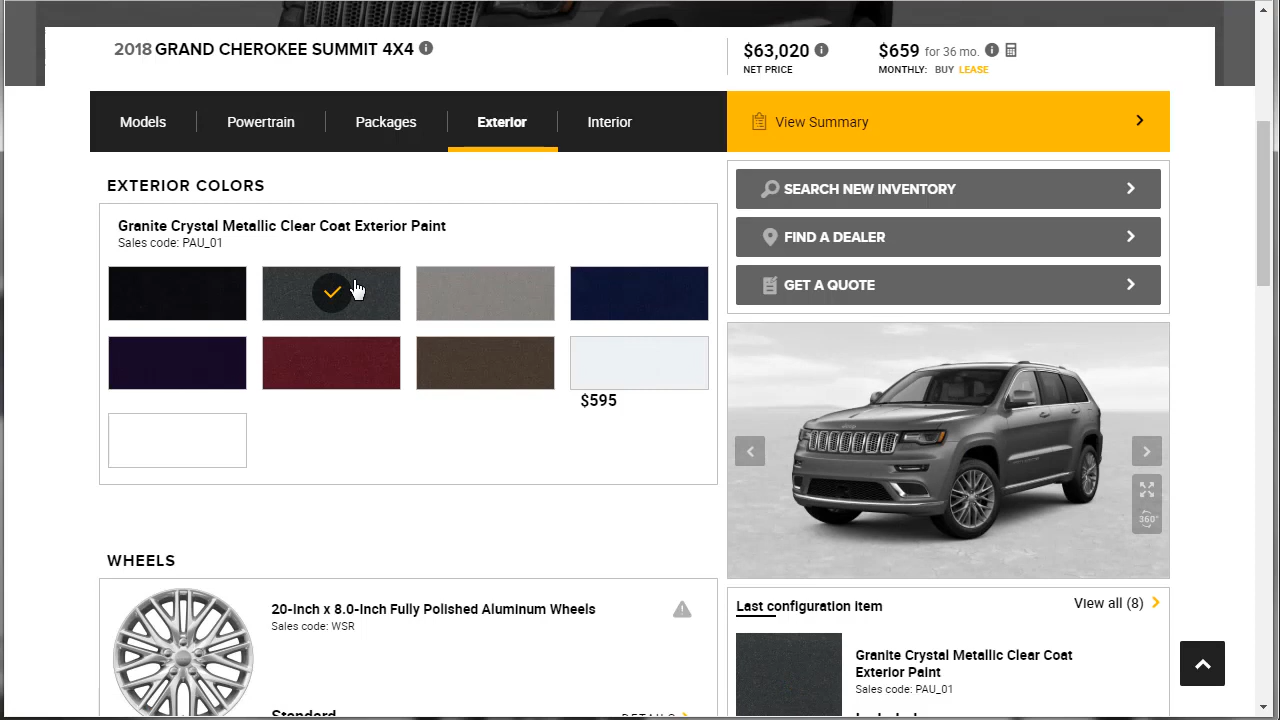 2018 GRAND CHEROKEE SUMMIT 4X4
$63,020
NET PRICE
$659 for 36 mo.
MONTHLY: BUY LEASE
Models
Powertrain
Packages
Exterior
Interior
View Summary
EXTERIOR COLORS
Granite Crystal Metallic Clear Coat Exterior Paint
Sales code: PAU_01
$595
SEARCH NEW INVENTORY
FIND A DEALER
GET A QUOTE
360°
WHEELS
20-Inch x 8.0-Inch Fully Polished Aluminum Wheels
Sales code: WSR
Standard
DETAILS
Last configuration item
View all (8)
Granite Crystal Metallic Clear Coat
Exterior Paint
Sales code: PAU_01
Included